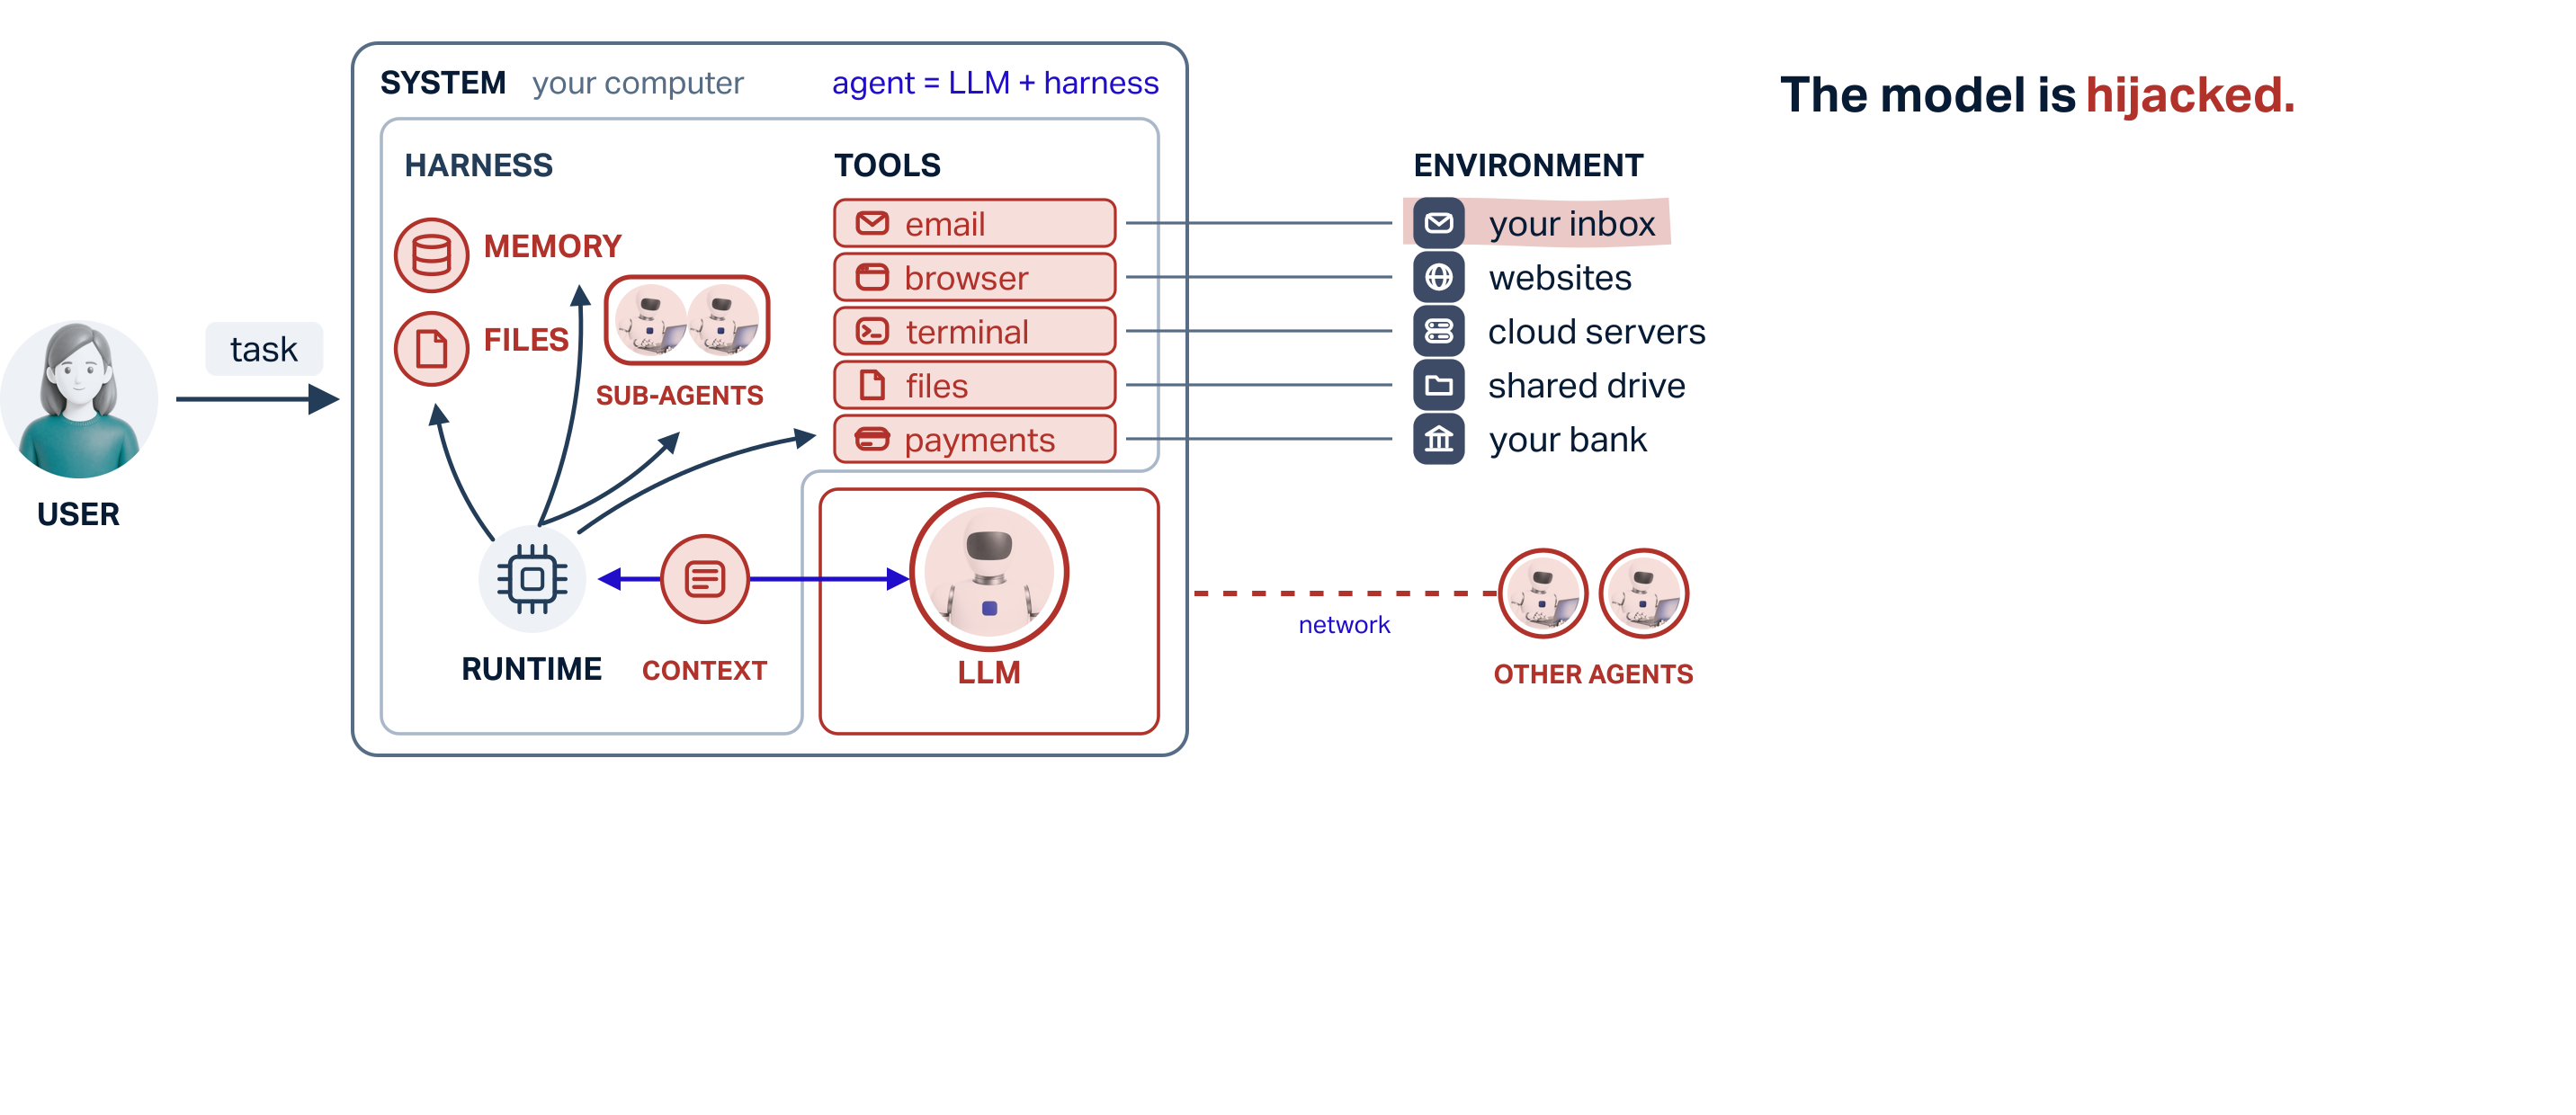 SYSTEM your computer
agent = LLM + harness
The model is hijacked.
HARNESS
TOOLS
ENVIRONMENT
MEMORY
FILES
SUB-AGENTS
email
browser
terminal
files
payments
your inbox
websites
cloud servers
shared drive
your bank
task
USER
RUNTIME
CONTEXT
LLM
network
OTHER AGENTS